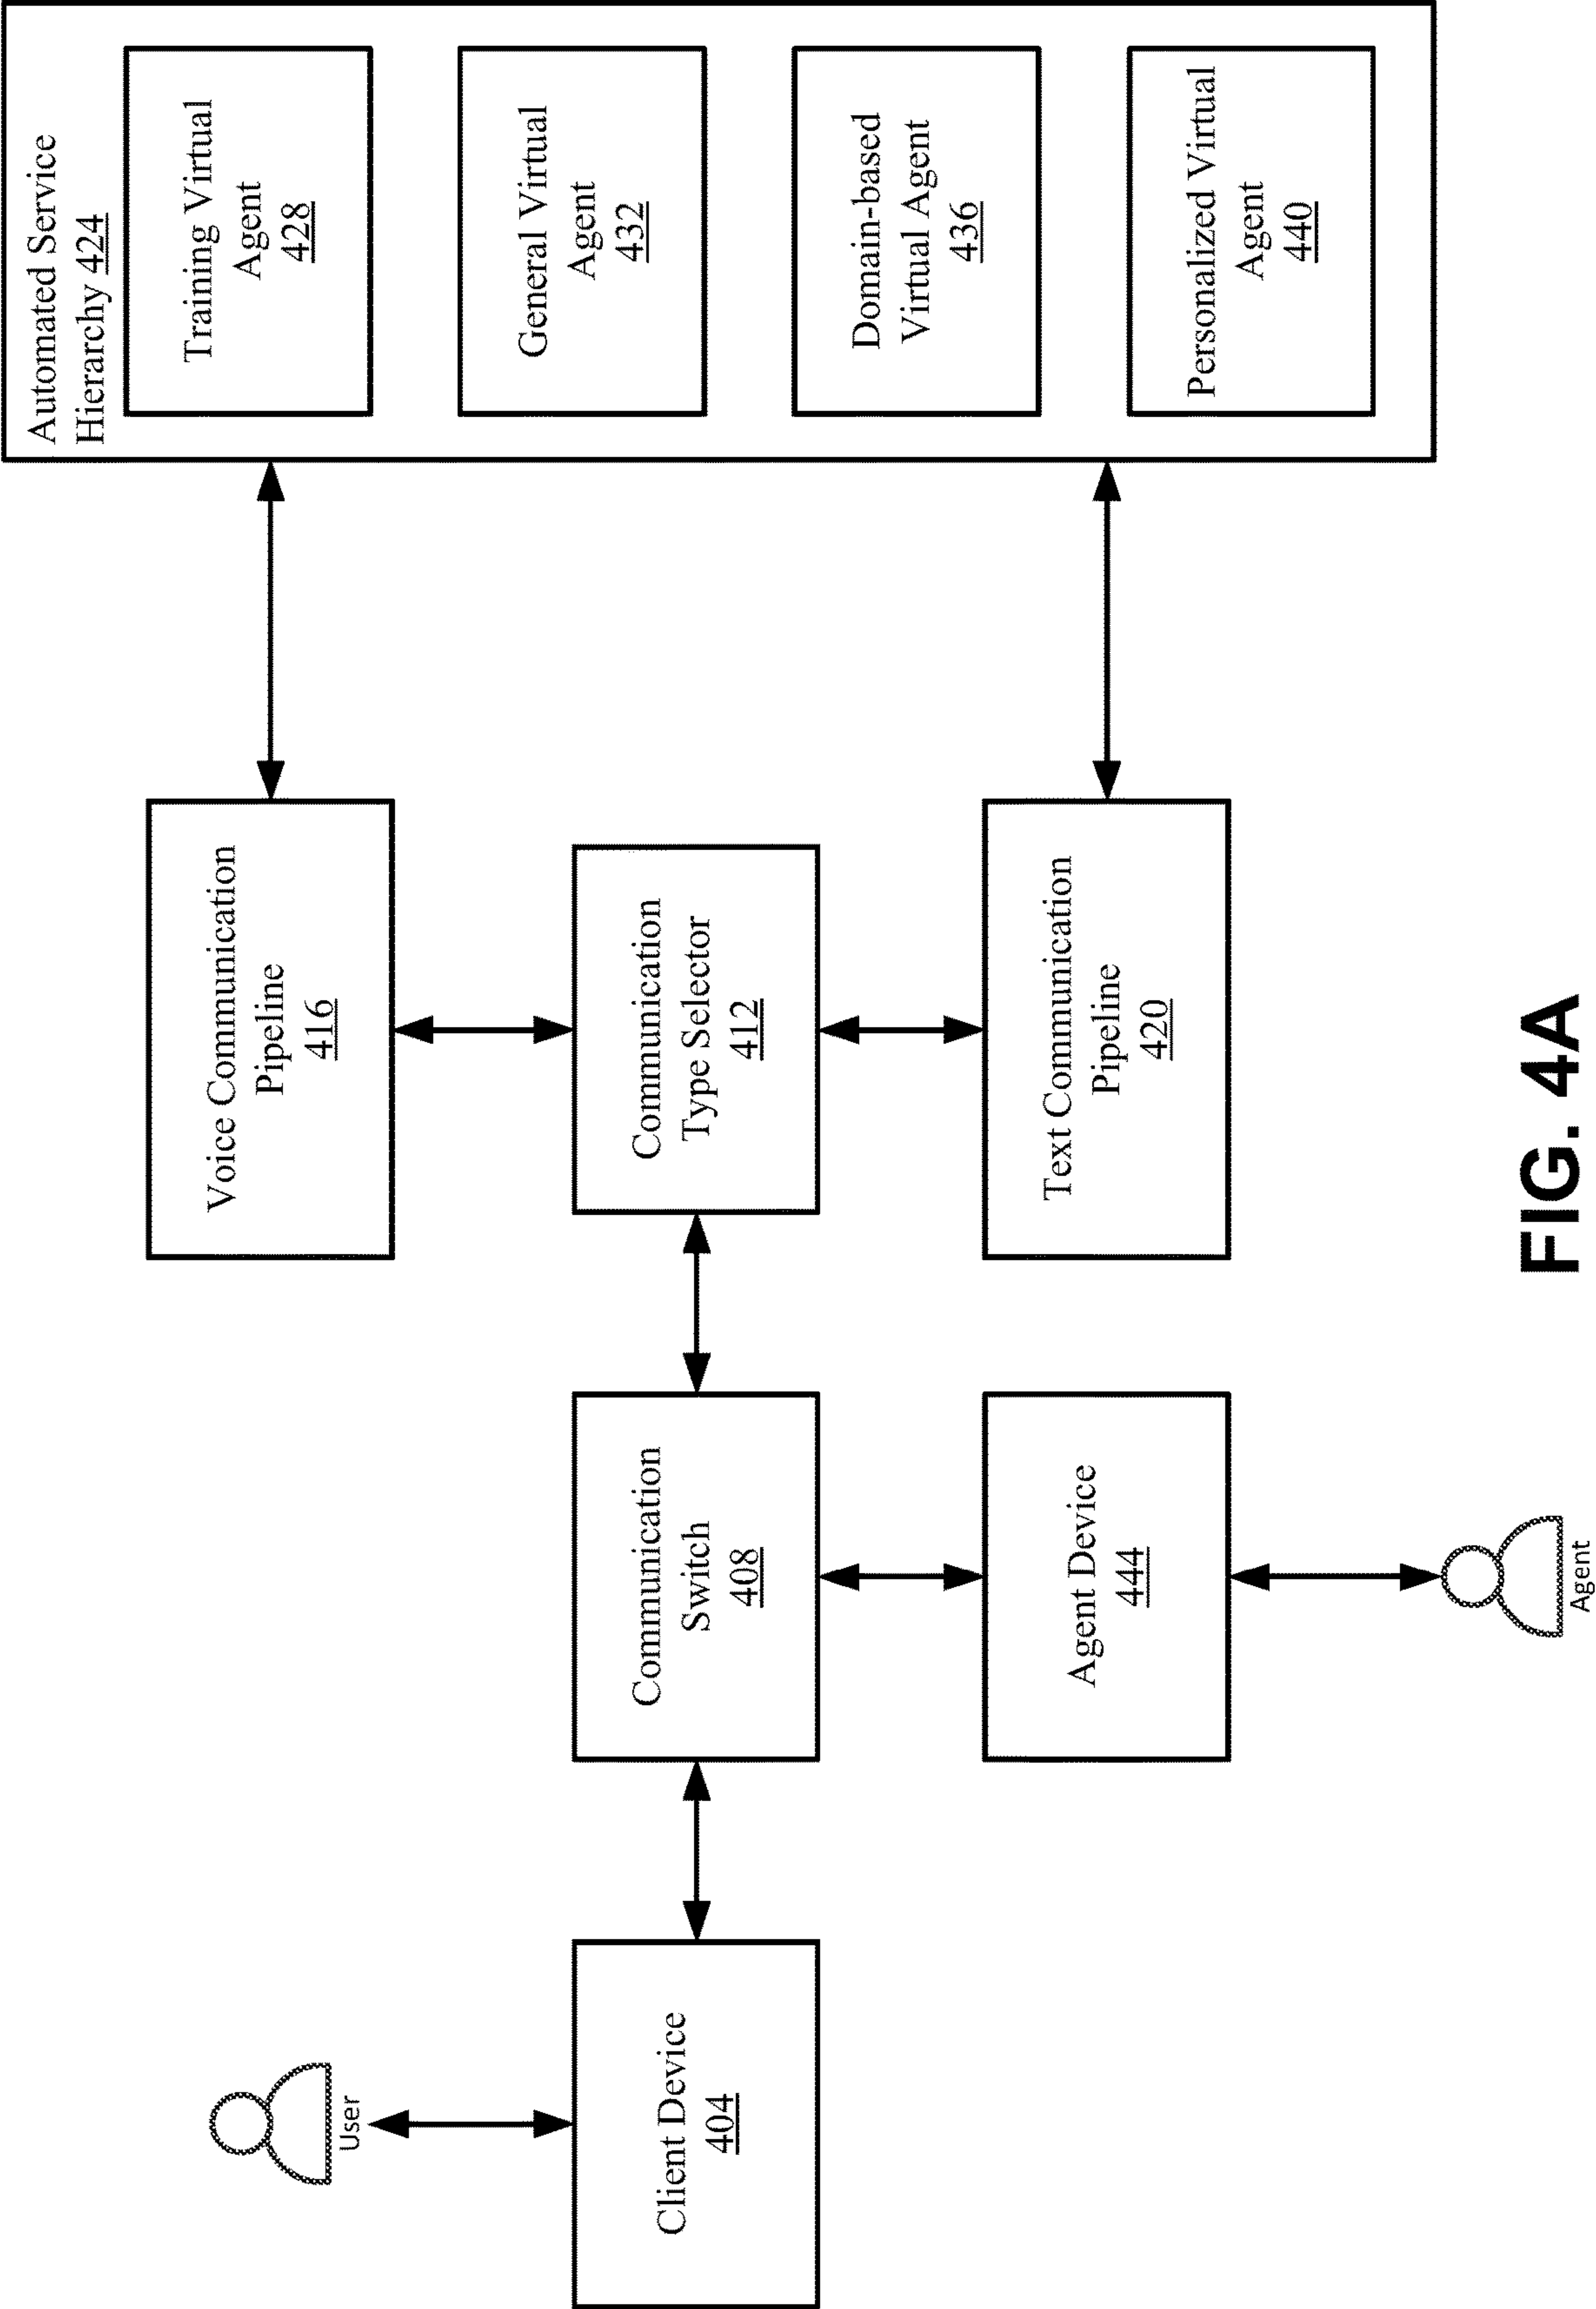 User
Client Device
404
Communication
Switch
408
Agent Device
444
Agent
Voice Communication
Pipeline
416
Communication
Type Selector
412
Text Communication
Pipeline
420
Automated Service
Hierarchy 424
Training Virtual
Agent
428
General Virtual
Agent
432
Domain-based
Virtual Agent
436
Personalized Virtual
Agent
440
FIG. 4A